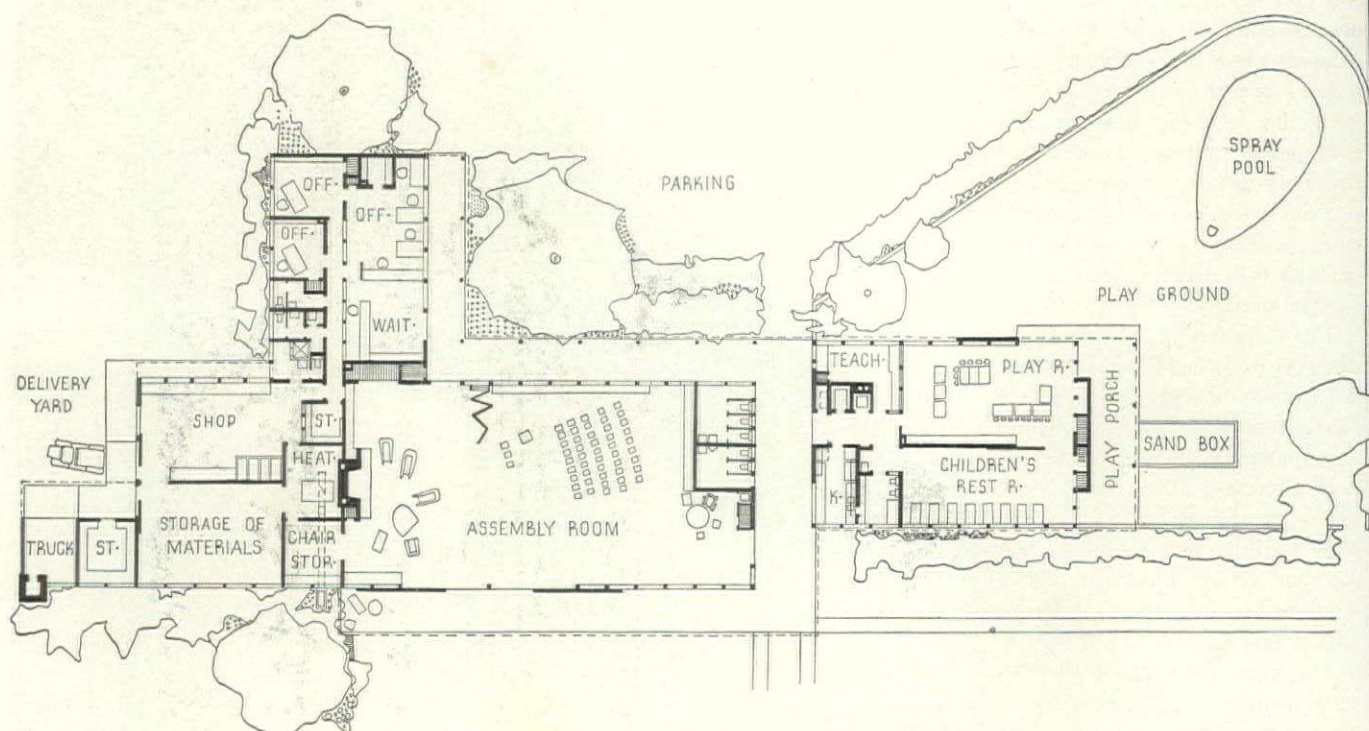 SPRAY
POOL
PARKING
OFF.
OFF.
OFF.
WAIT.
PLAY GROUND
DELIVERY
YARD
SHOP
ST.
HEAT.
TEACH.
PLAY R.
PLAY PORCH
SAND BOX
CHILDREN'S
REST R.
K.
ASSEMBLY ROOM
STORAGE OF
MATERIALS
CHAIR
STOR.
TRUCK
ST.